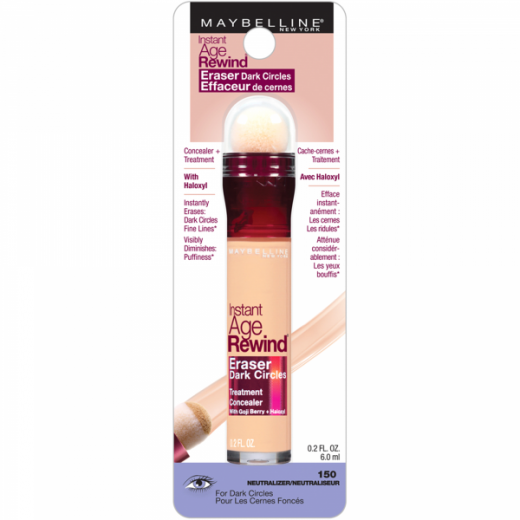 MAYBELLINE®
NEW YORK
Instant
Age
Rewind®
Eraser Dark Circles
Effaceur de cernes
Concealer +
Treatment
With
Haloxyl
Instantly
Erases:
Dark Circles
Fine Lines*
Visibly
Diminishes:
Puffiness*
Cache-cernes +
Traitement
Avec Haloxyl
Efface
instant-
anément :
Les cernes
Les ridules*
Atténue
considér-
ablement :
Les yeux
bouffis*
MAYBELLINE
NEW YORK
Instant
Age
Rewind®
Eraser
Dark Circles
Treatment
Concealer
With Goji Berry + Haloxyl
0.2 FL. OZ.
0.2 FL. OZ.
6.0 ml
150
NEUTRALIZER/NEUTRALISEUR
For Dark Circles
Pour Les Cernes Foncés